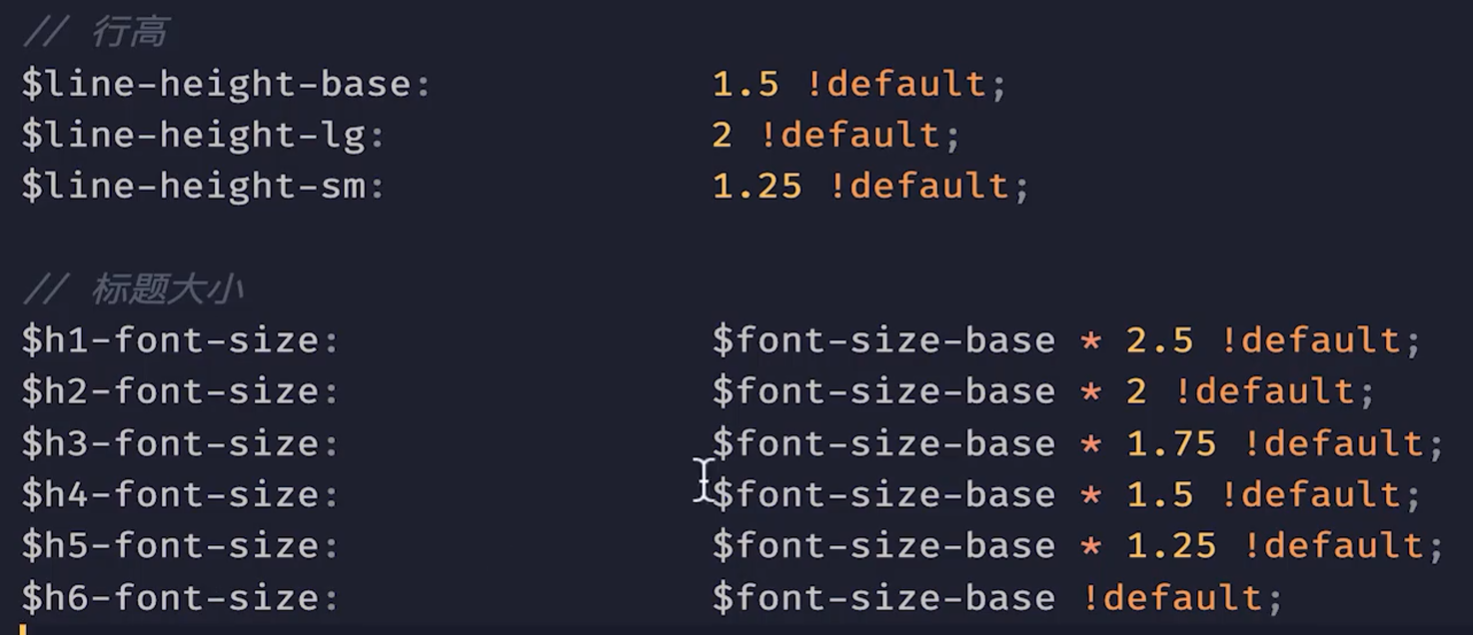 // 行高
$line-height-base: 1.5 !default;
$line-height-lg: 2 !default;
$line-height-sm: 1.25 !default;
// 标题大小
$h1-font-size: $font-size-base * 2.5 !default;
$h2-font-size: $font-size-base * 2 !default;
$h3-font-size: $font-size-base * 1.75 !default;
$h4-font-size: $font-size-base * 1.5 !default;
$h5-font-size: $font-size-base * 1.25 !default;
$h6-font-size: $font-size-base !default;